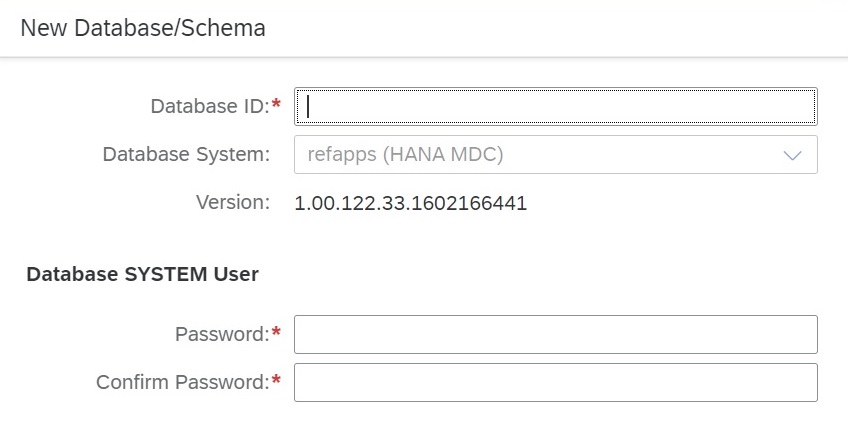 New Database/Schema
Database ID:*
Database System: refapps (HANA MDC)
Version: 1.00.122.33.1602166441
Database SYSTEM User
Password:*
Confirm Password:*